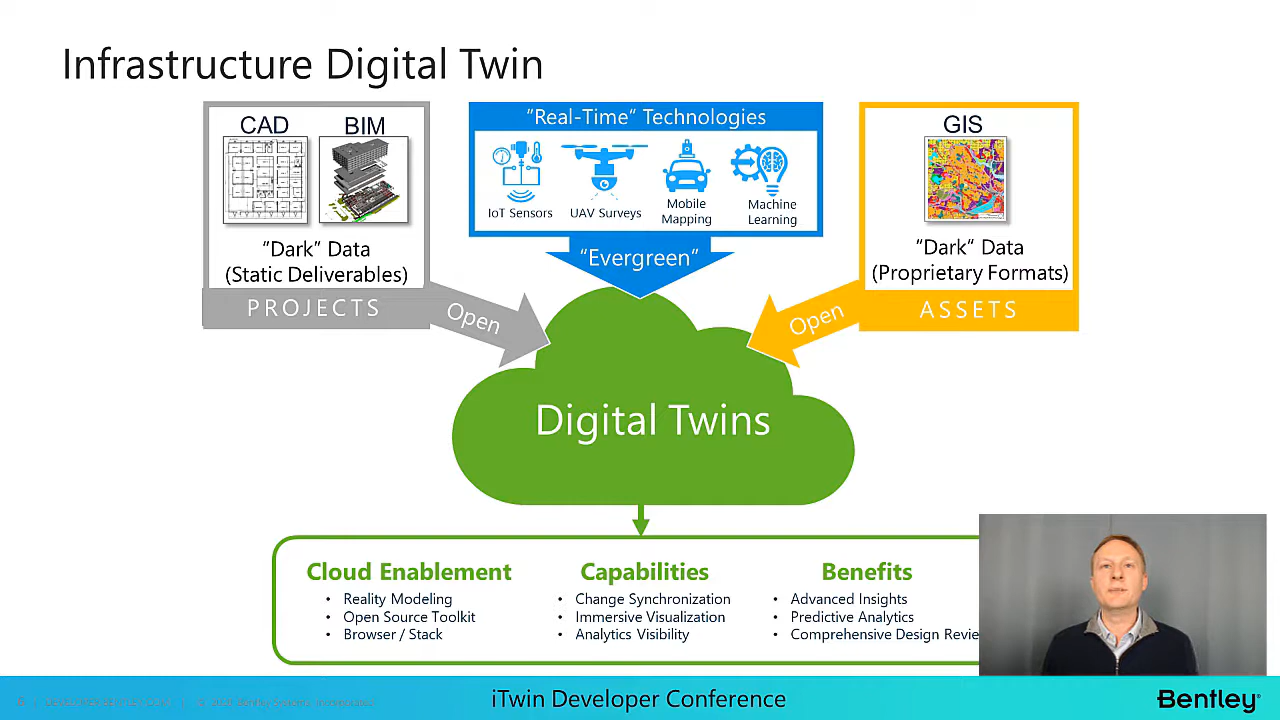 Infrastructure Digital Twin
CAD BIM
"Dark" Data
(Static Deliverables)
PROJECTS
Open
"Real-Time" Technologies
IoT Sensors
UAV Surveys
Mobile
Mapping
Machine
Learning
"Evergreen"
GIS
"Dark" Data
(Proprietary Formats)
ASSETS
Open
Digital Twins
Cloud Enablement
• Reality Modeling
• Open Source Toolkit
• Browser / Stack
Capabilities
• Change Synchronization
• Immersive Visualization
• Analytics Visibility
Benefits
• Advanced Insights
• Predictive Analytics
• Comprehensive Design
iTwin Developer Conference
Bentley